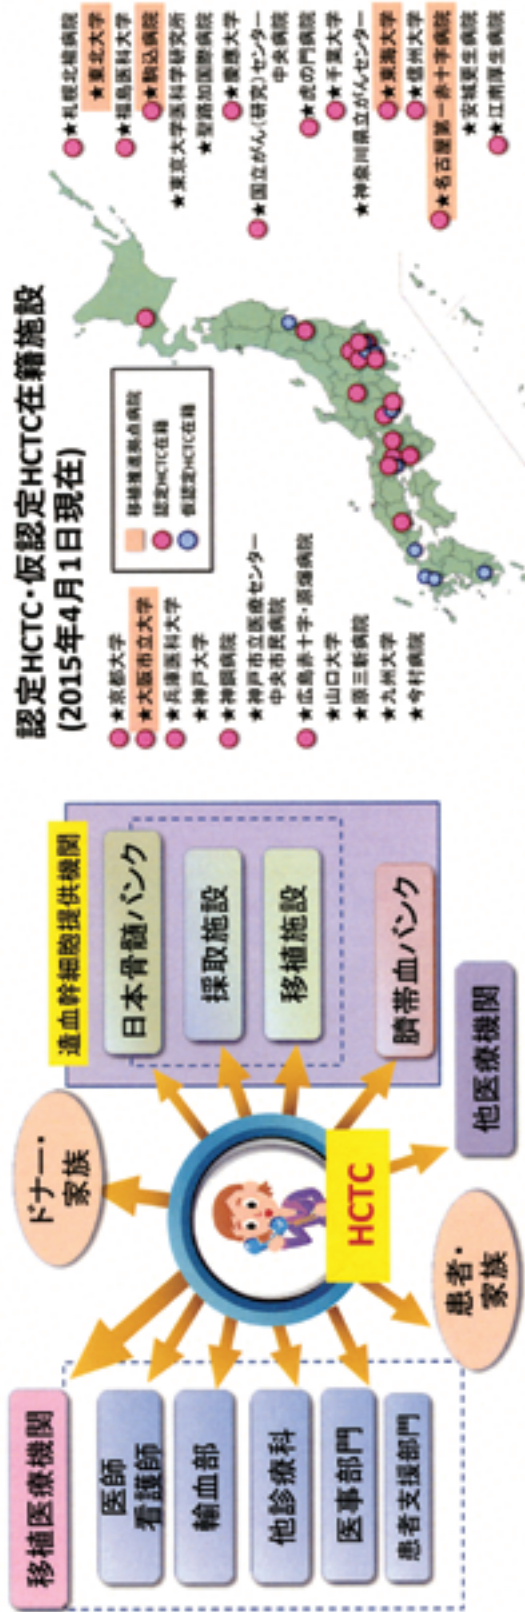 移植医療機関
医師
看護師
輸血部
他診療科
医事部門
患者支援部門
ドナー・
家族
HCTC
患者・
家族
他医療機関
造血幹細胞提供機関
日本骨髄バンク
採取施設
移植施設
臍帯血バンク
認定HCTC・仮認定HCTC在籍施設
(2015年4月1日現在)
移植推進拠点病院
認定HCTC在籍
仮認定HCTC在籍
★京都大学
★大阪市立大学
★兵庫医科大学
★神戸大学
★神鋼病院
★神戸市立医療センター
中央市民病院
★広島赤十字・原爆病院
★山口大学
★原三新病院
★九州大学
★今村病院
★札幌北楡病院
★東北大学
★福島医科大学
★駒込病院
★東京大学医科学研究所
★聖路加国際病院
★慶應大学
★国立がん(研究)センター
中央病院
★虎の門病院
★千葉大学
★神奈川県立がんセンター
★東海大学
★信州大学
★名古屋第一赤十字病院
★安城更生病院
★江南厚生病院